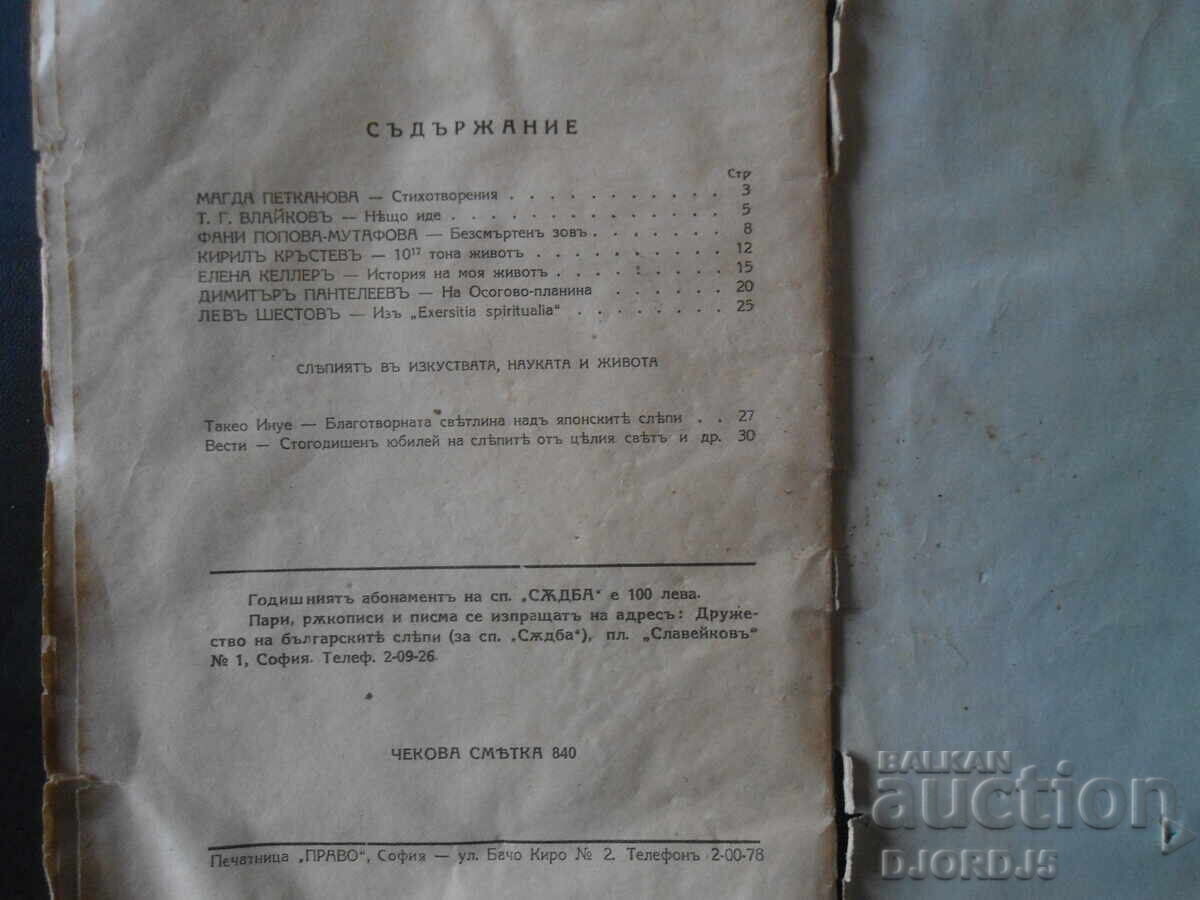 СЪДЪРЖАНИЕ
Стр
МАГДА ПЕТКАНОВА — Стихотворения . . . . . . . . . . . . 3
Т. Г. ВЛАЙКОВЪ — Нѣщо иде . . . . . . . . . . . . . . 5
ФАНИ ПОПОВА-МУТАФОВА — Безсмъртенъ зовъ . . . . . . . 8
КИРИЛЪ КРЪСТЕВЪ — 10¹⁷ тона животъ . . . . . . . . . . 12
ЕЛЕНА КЕЛЛЕРЪ — История на моя животъ . . . . . . . . . 15
ДИМИТЪРЪ ПАНТЕЛЕЕВЪ — На Осогово-планина . . . . . . 20
ЛЕВЪ ШЕСТОВЪ — Изъ „Exersitia spiritualia“ . . . . . . . . 25
СЛѢПИЯТЪ ВЪ ИЗКУСТВАТА, НАУКАТА И ЖИВОТА
Такео Инуе — Благотворната свѣтлина надъ японскитѣ слѣпи . . 27
Вести — Стогодишенъ юбилей на слѣпитѣ отъ цѣлия свѣтъ и др. 30
Годишниятъ абонаментъ на сп. „СѪДБА“ е 100 лева.
Пари, рѫкописи и писма се изпращатъ на адресъ: Друже-
ство на българскитѣ слѣпи (за сп. „Сѫдба“), пл. „Славейковъ“
№ 1, София. Телеф. 2-09-26.
ЧЕКОВА СМѢТКА 840
Печатница „ПРАВО“, София — ул. Бачо Киро № 2. Телефонъ 2-00-78
BALKAN
auction
DJORDJ5